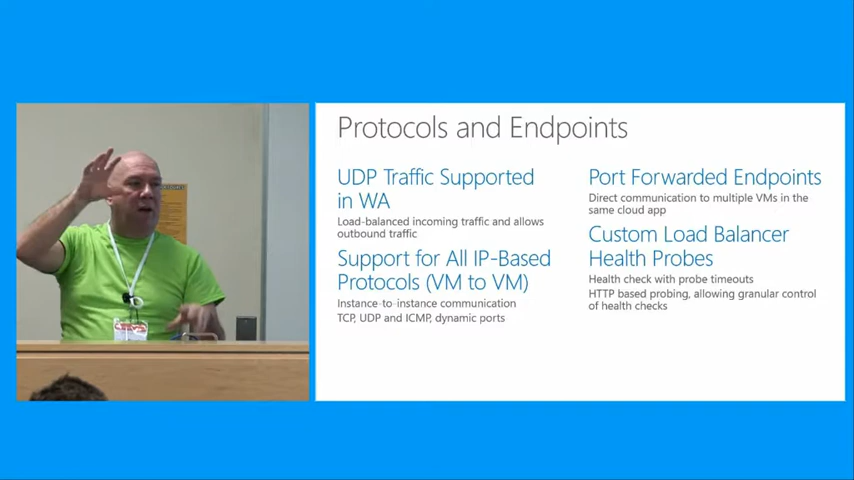 Protocols and Endpoints
UDP Traffic Supported
in WA
Load-balanced incoming traffic and allows
outbound traffic
Support for All IP-Based
Protocols (VM to VM)
Instance-to-instance communication
TCP, UDP and ICMP, dynamic ports
Port Forwarded Endpoints
Direct communication to multiple VMs in the
same cloud app
Custom Load Balancer
Health Probes
Health check with probe timeouts
HTTP based probing, allowing granular control
of health checks